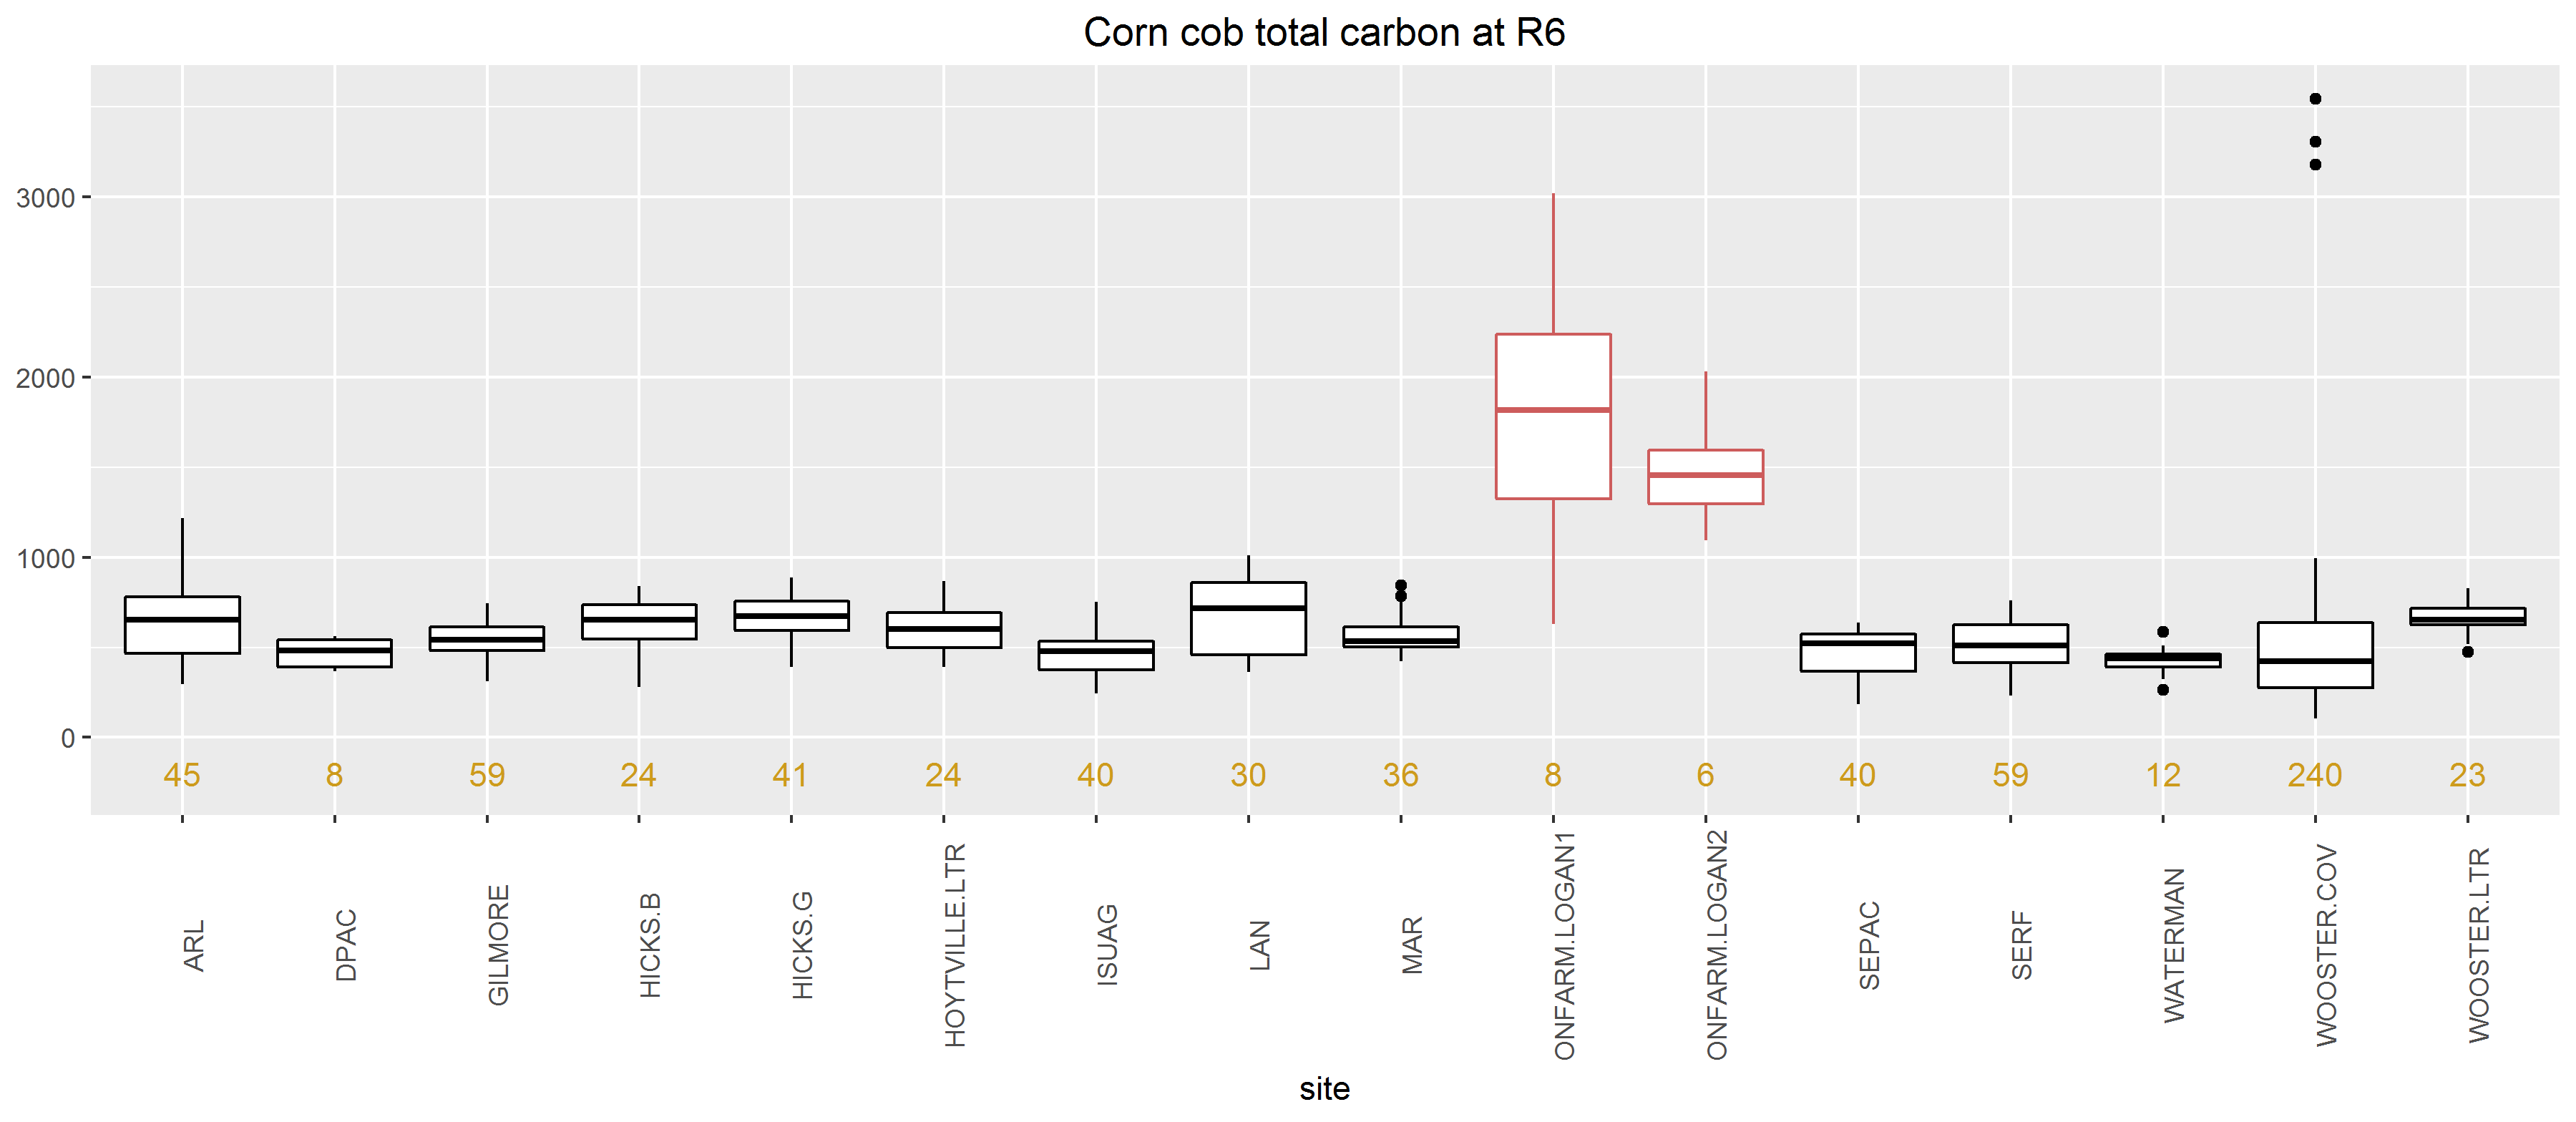 Corn cob total carbon at R6
3000
2000
1000
0
45 8 59 24 41 24 40 30 36 8 6 40 59 12 240 23
ARL
DPAC
GILMORE
HICKS.B
HICKS.G
HOYTVILLE.LTR
ISUAG
LAN
MAR
ONFARM.LOGAN1
ONFARM.LOGAN2
SEPAC
SERF
WATERMAN
WOOSTER.COV
WOOSTER.LTR
site